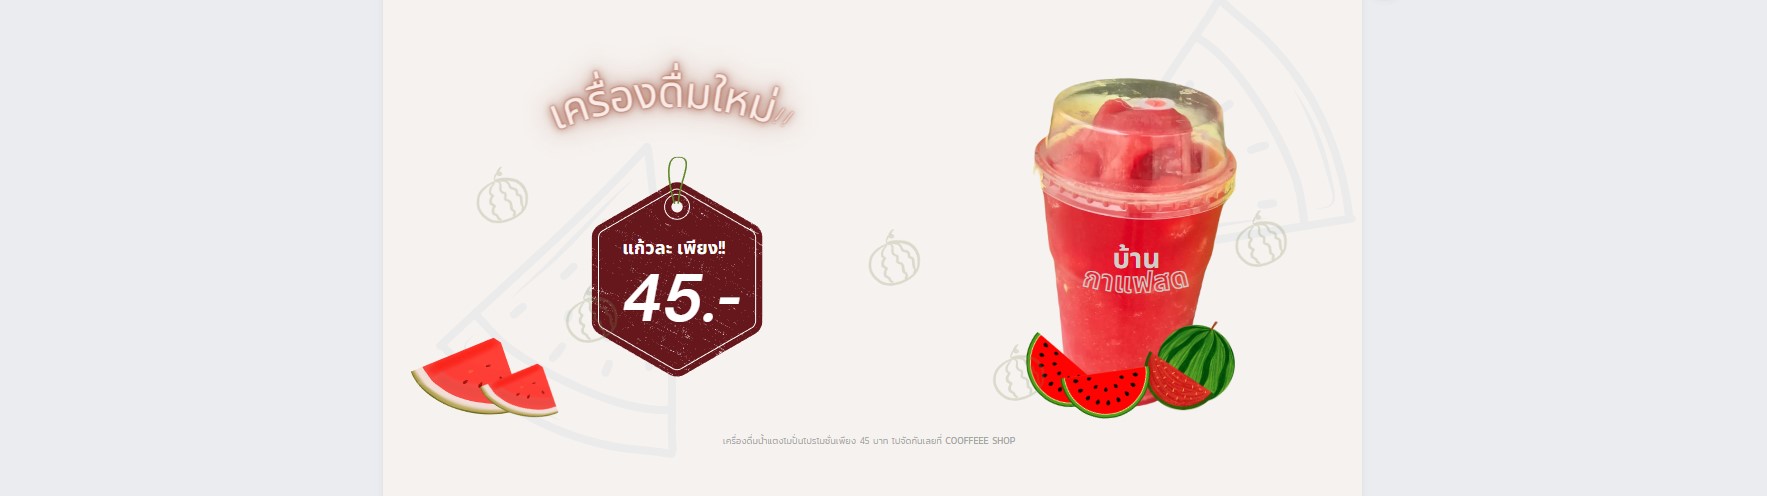 เครื่องดื่มใหม่!!
แก้วละ เพียง!!
45.-
บ้าน
กาแฟสด
เครื่องดื่มน้ำแตงโมปั่นโปรโมชั่นเพียง 45 บาท ไปจัดกันเลยที่ COOFFEEE SHOP